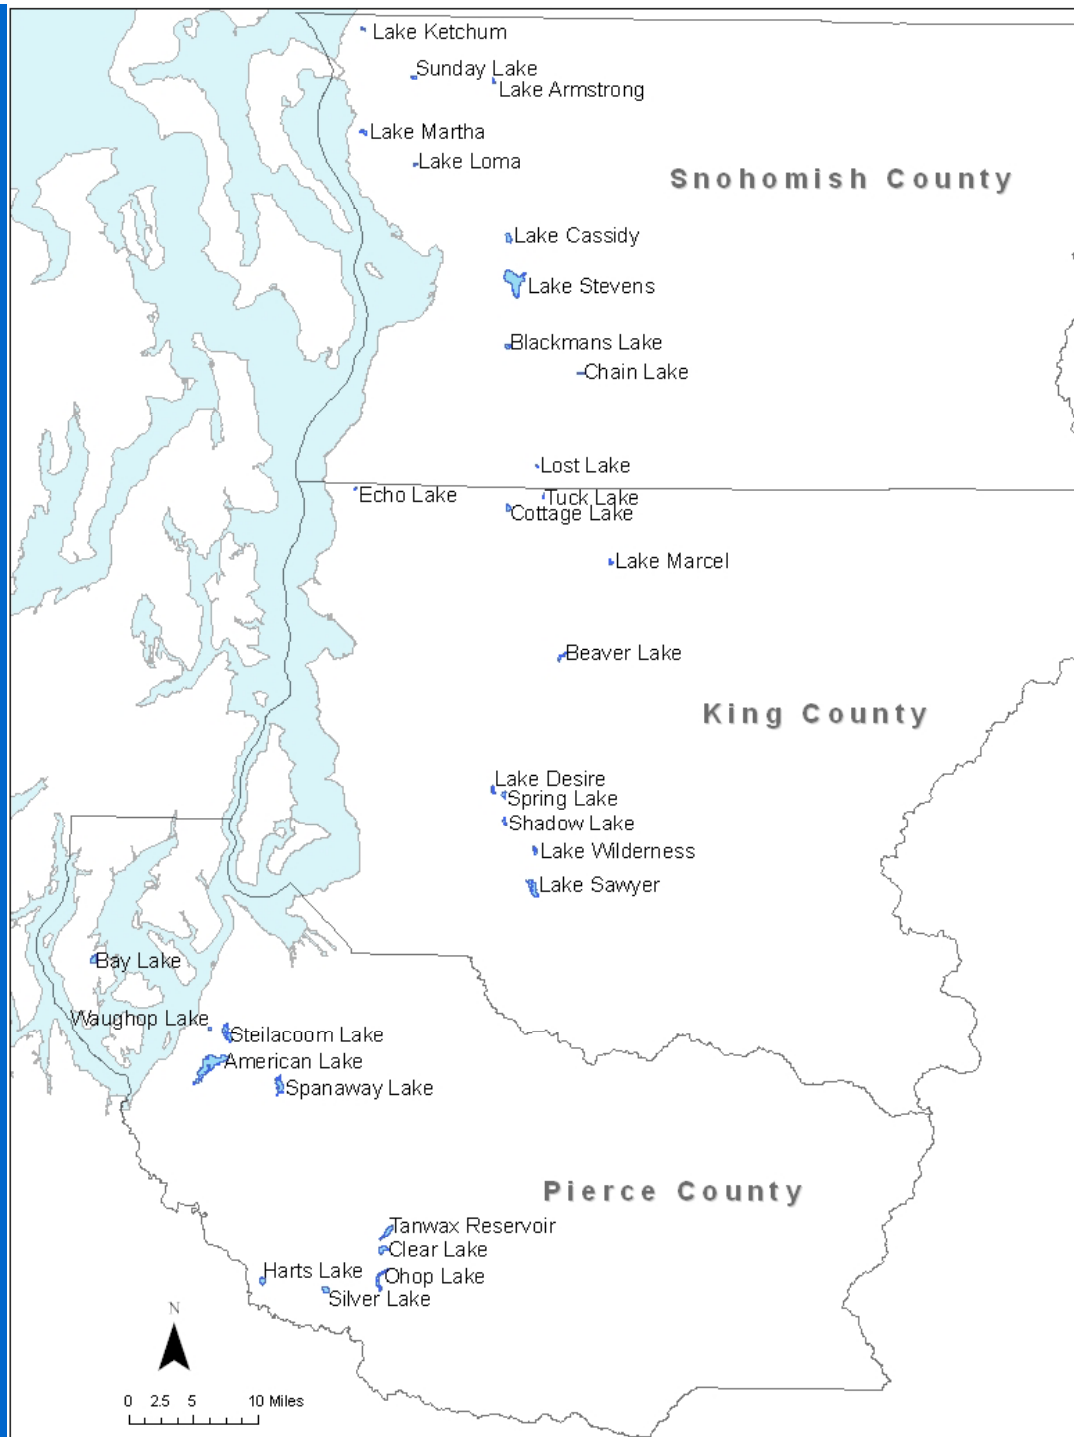 Lake Ketchum
Sunday Lake
Lake Armstrong
Lake Martha
Lake Loma
Snohomish County
Lake Cassidy
Lake Stevens
Blackmans Lake
Chain Lake
Lost Lake
Echo Lake
Tuck Lake
Cottage Lake
Lake Marcel
Beaver Lake
King County
Lake Desire
Spring Lake
Shadow Lake
Lake Wilderness
Lake Sawyer
Bay Lake
Waughop Lake
Steilacoom Lake
American Lake
Spanaway Lake
Pierce County
Tanwax Reservoir
Clear Lake
Harts Lake
Ohop Lake
Silver Lake
N
0 2.5 5 10 Miles